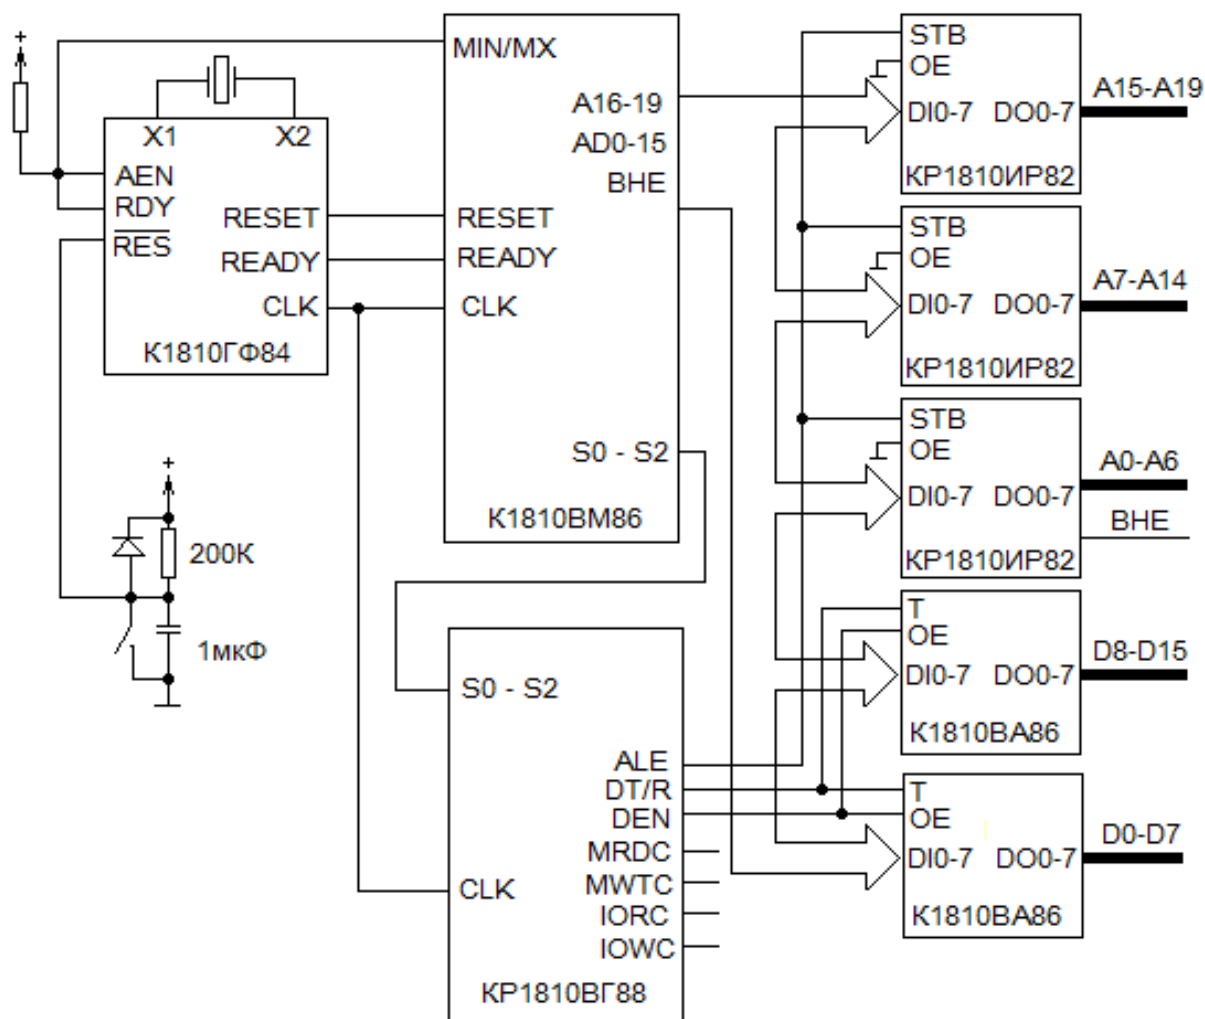 +
X1 X2
AEN
RDY
RES
RESET
READY
CLK
К1810ГФ84
+
200К
1мкФ
MIN/MX
A16-19
AD0-15
BHE
RESET
READY
CLK
S0 - S2
К1810ВМ86
S0 - S2
ALE
DT/R
DEN
MRDC
MWTC
IORC
IOWC
CLK
КР1810ВГ88
STB
OE
DI0-7 DO0-7
КР1810ИР82
A15-A19
STB
OE
DI0-7 DO0-7
КР1810ИР82
A7-A14
STB
OE
DI0-7 DO0-7
КР1810ИР82
A0-A6
BHE
T
OE
DI0-7 DO0-7
К1810ВА86
D8-D15
T
OE
DI0-7 DO0-7
К1810ВА86
D0-D7